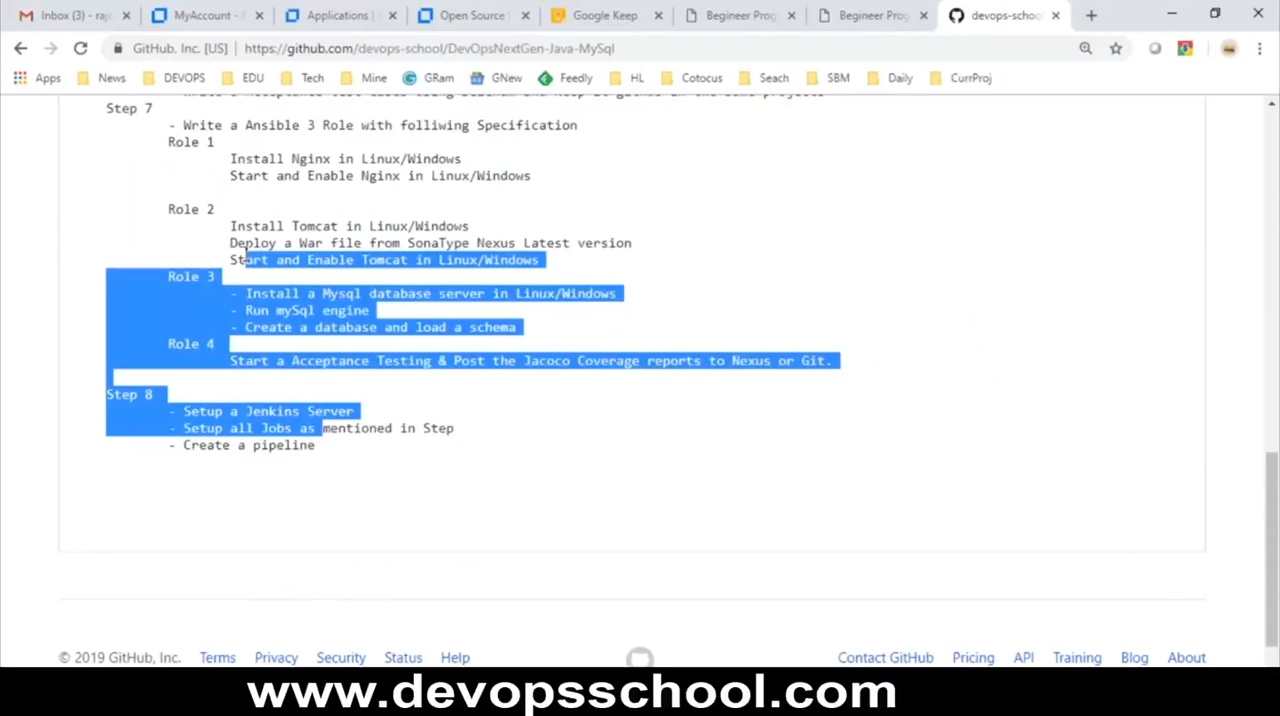 Inbox (3) - ray
MyAccount - A
Applications |
Open Source
Google Keep
Begineer Prog
Begineer Prog
devops-school
GitHub, Inc. [US]
https://github.com/devops-school/DevOpsNextGen-Java-MySql
Apps
News
DEVOPS
EDU
Tech
Mine
GRam
GNew
Feedly
HL
Cotocus
Seach
SBM
Daily
CurrProj
Step 7
- Write a Ansible 3 Role with folliwing Specification
Role 1
Install Nginx in Linux/Windows
Start and Enable Nginx in Linux/Windows
Role 2
Install Tomcat in Linux/Windows
Deploy a War file from SonaType Nexus Latest version
Start and Enable Tomcat in Linux/Windows
Role 3
- Install a Mysql database server in Linux/Windows
- Run mySql engine
- Create a database and load a schema
Role 4
Start a Acceptance Testing & Post the Jacoco Coverage reports to Nexus or Git.
Step 8
- Setup a Jenkins Server
- Setup all Jobs as mentioned in Step
- Create a pipeline
© 2019 GitHub, Inc.
Terms
Privacy
Security
Status
Help
Contact GitHub
Pricing
API
Training
Blog
About
www.devopsschool.com